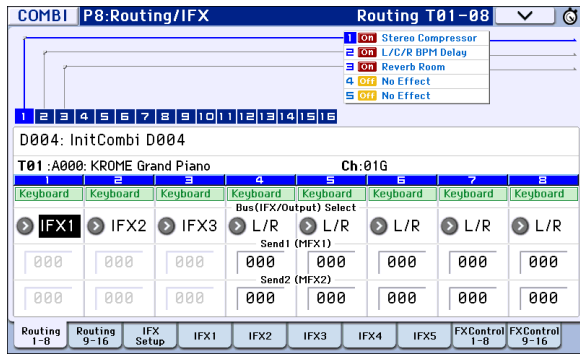 COMBI P8:Routing/IFX Routing T01-08
1 On Stereo Compressor
2 On L/C/R BPM Delay
3 On Reverb Room
4 Off No Effect
5 Off No Effect
1 2 3 4 5 6 7 8 9 10 11 12 13 14 15 16
D004: InitCombi D004
T01 :A000: KROME Grand Piano Ch:01G
1 2 3 4 5 6 7 8
Keyboard Keyboard Keyboard Keyboard Keyboard Keyboard Keyboard Keyboard
Bus(IFX/Output) Select
IFX1 IFX2 IFX3 L/R L/R L/R L/R L/R
Send1 (MFX1)
000 000 000 000 000 000 000 000
Send2 (MFX2)
000 000 000 000 000 000 000 000
Routing 1-8 Routing 9-16 IFX Setup IFX1 IFX2 IFX3 IFX4 IFX5 FXControl 1-8 FXControl 9-16